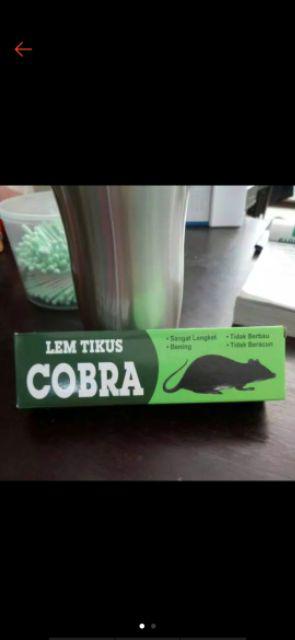 LEM TIKUS
COBRA
• Sangat Lengket
• Bening
• Tidak Berbau
• Tidak Beracun